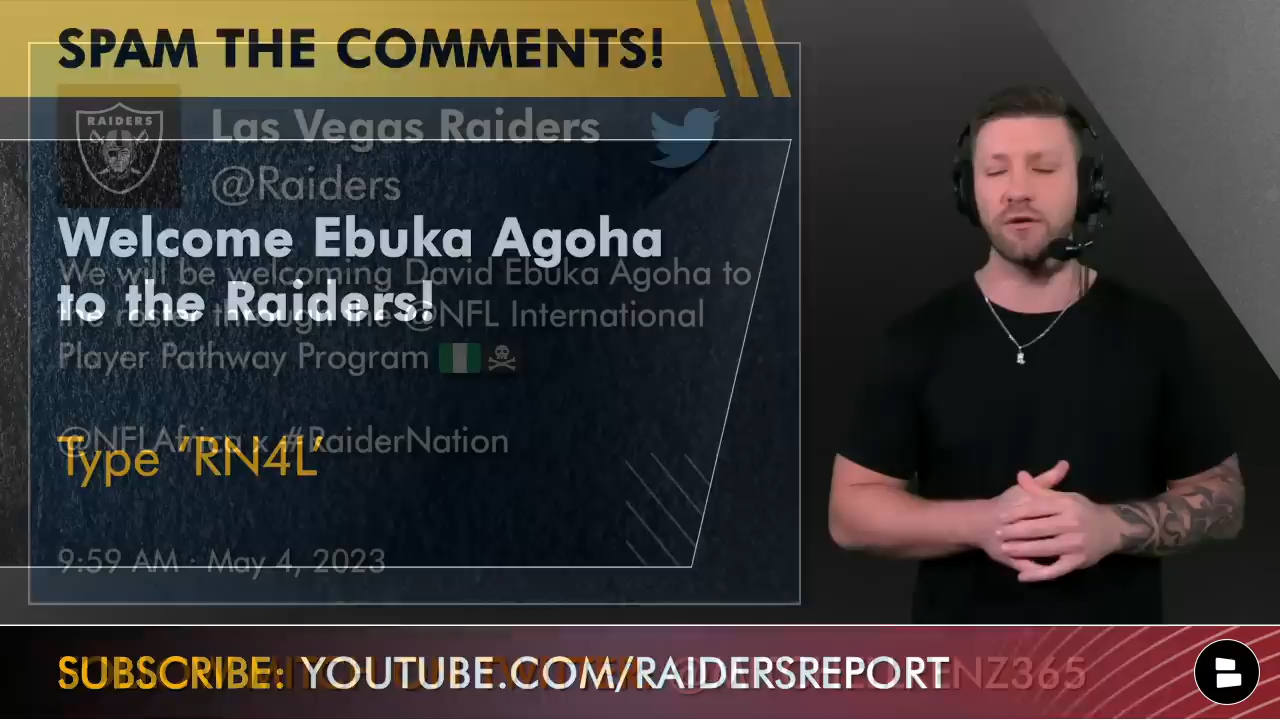 SPAM THE COMMENTS!
RAIDERS
Las Vegas Raiders
@Raiders
Welcome Ebuka Agoha
to the Raiders!
We will be welcoming David Ebuka Agoha to
the roster through the @NFL International
Player Pathway Program
@NFLAfrica x #RaiderNation
Type ‘RN4L’
9:59 AM · May 4, 2023
SUBSCRIBE: YOUTUBE.COM/RAIDERSREPORT